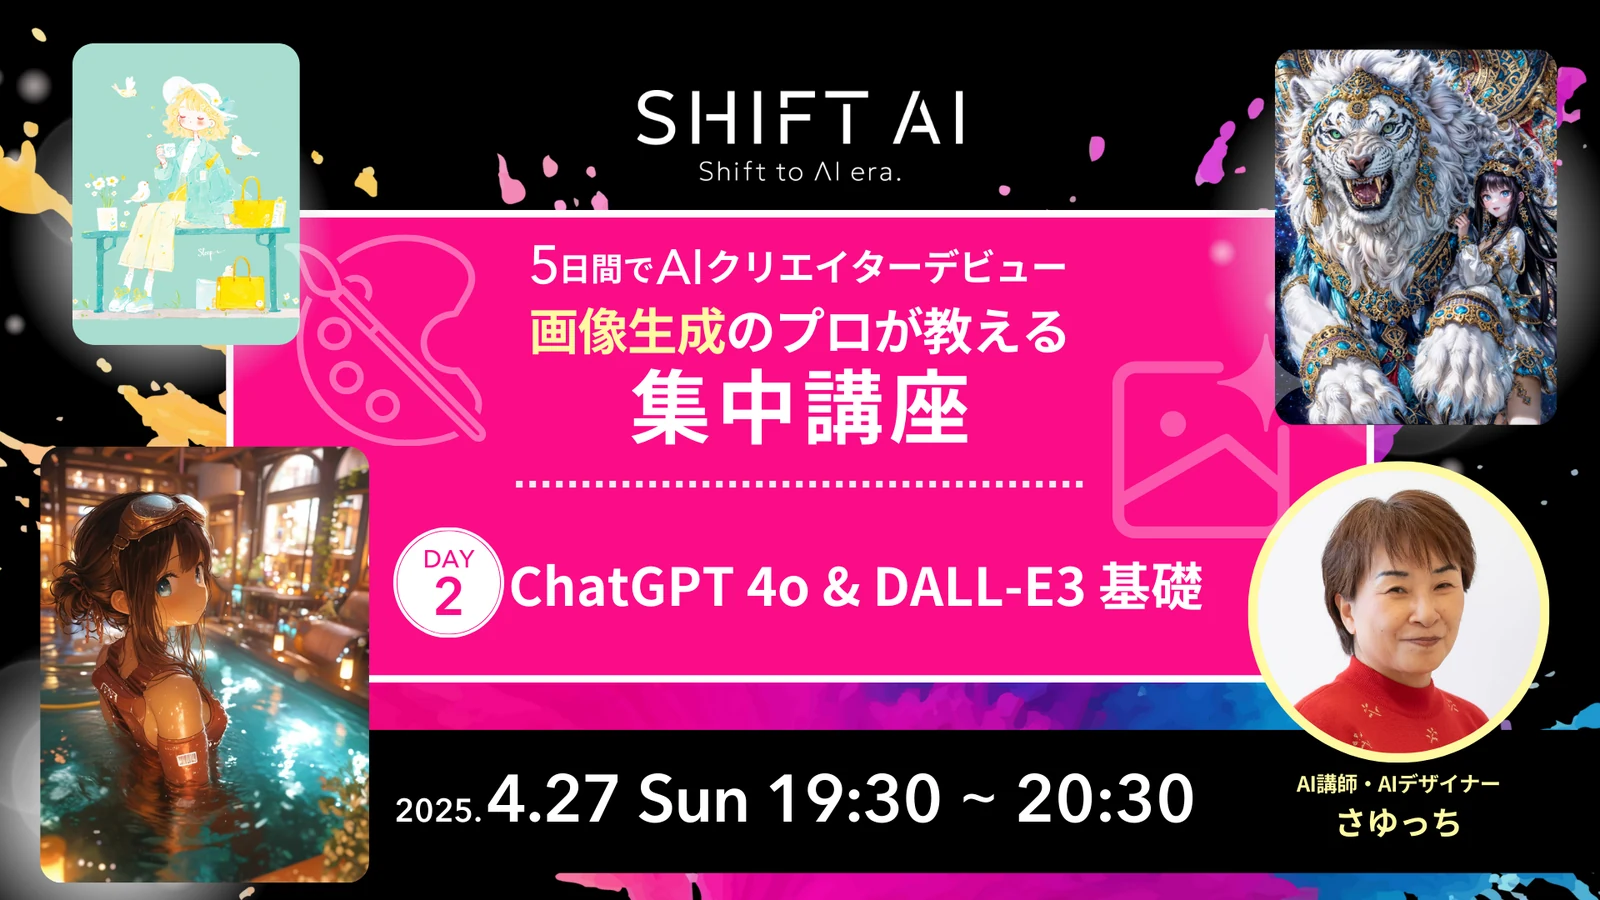 SHIFT AI
Shift to AI era.
5日間でAIクリエイターデビュー
画像生成のプロが教える
集中講座
DAY
2
ChatGPT 4o & DALL-E3 基礎
2025.4.27 Sun 19:30 ~ 20:30
AI講師・AIデザイナー
さゆっち